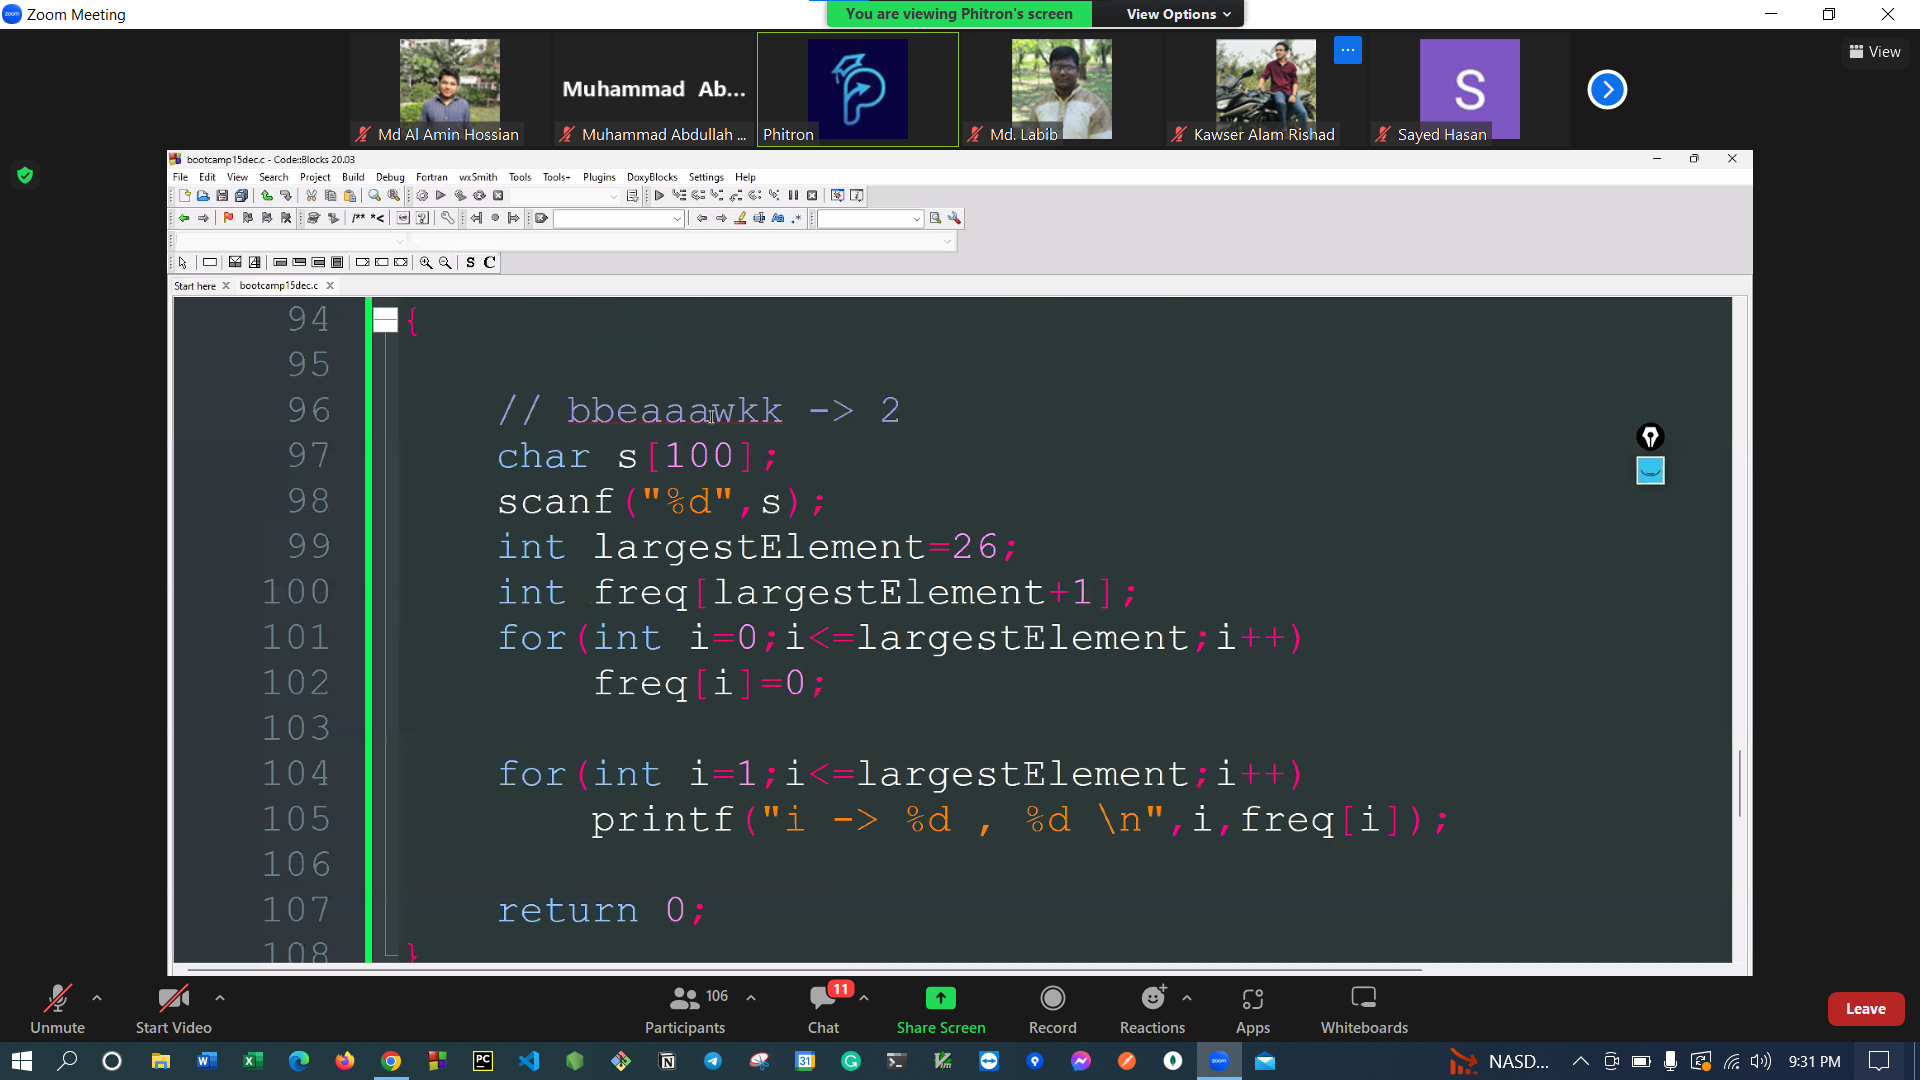 Zoom Meeting
You are viewing Phitron's screen
View Options
View
Muhammad Ab...
S
Md Al Amin Hossian
Muhammad Abdullah ...
Phitron
Md. Labib
Kawser Alam Rishad
Sayed Hasan
bootcamp15dec.c - Code::Blocks 20.03
File Edit View Search Project Build Debug Fortran wxSmith Tools Tools+ Plugins DoxyBlocks Settings Help
S C
Start here bootcamp15dec.c
94 {
95
96 // bbeaaawkk -> 2
97 char s[100];
98 scanf("%d",s);
99 int largestElement=26;
100 int freq[largestElement+1];
101 for(int i=0;i<=largestElement;i++)
102 freq[i]=0;
103
104 for(int i=1;i<=largestElement;i++)
105 printf("i -> %d , %d \n",i,freq[i]);
106
107 return 0;
108 }
Unmute
Start Video
106
Participants
11
Chat
Share Screen
Record
Reactions
Apps
Whiteboards
Leave
NASD...
9:31 PM